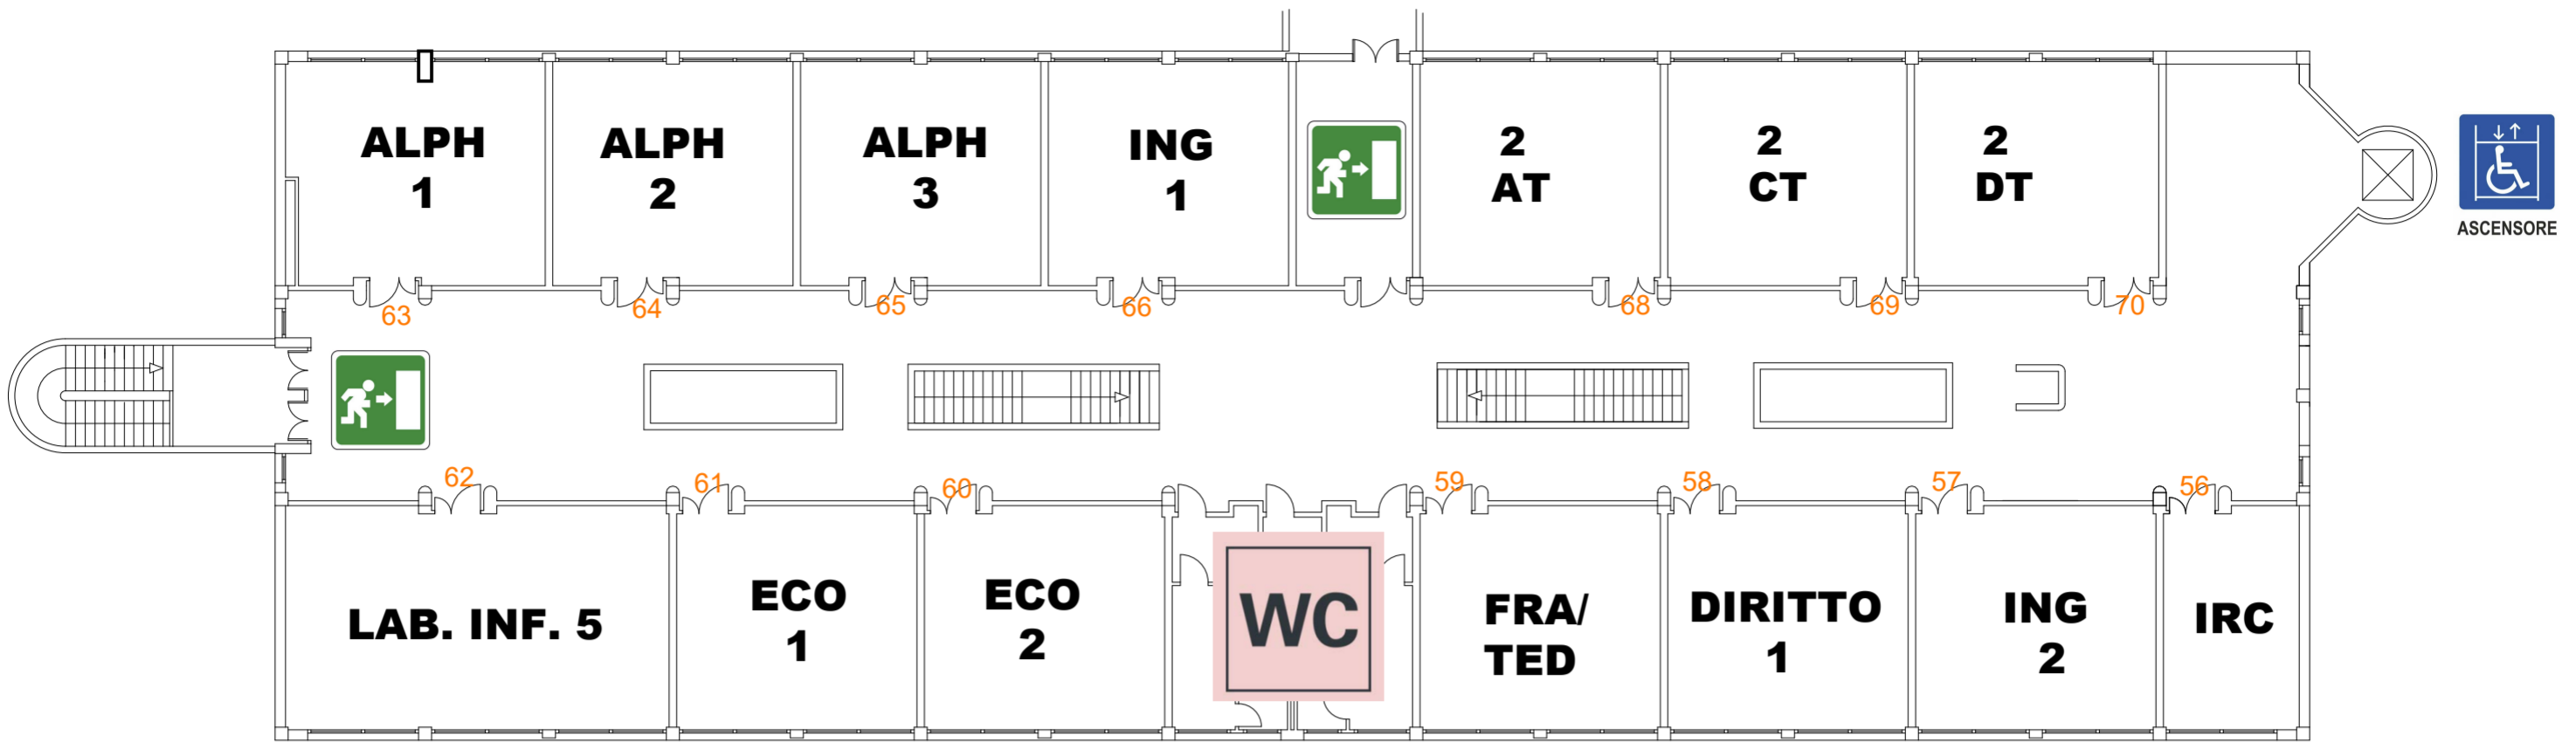 ALPH
1
ALPH
2
ALPH
3
ING
1
2
AT
2
CT
2
DT
ASCENSORE
63
64
65
66
68
69
70
62
61
60
59
58
57
56
LAB. INF. 5
ECO
1
ECO
2
WC
FRA/
TED
DIRITTO
1
ING
2
IRC